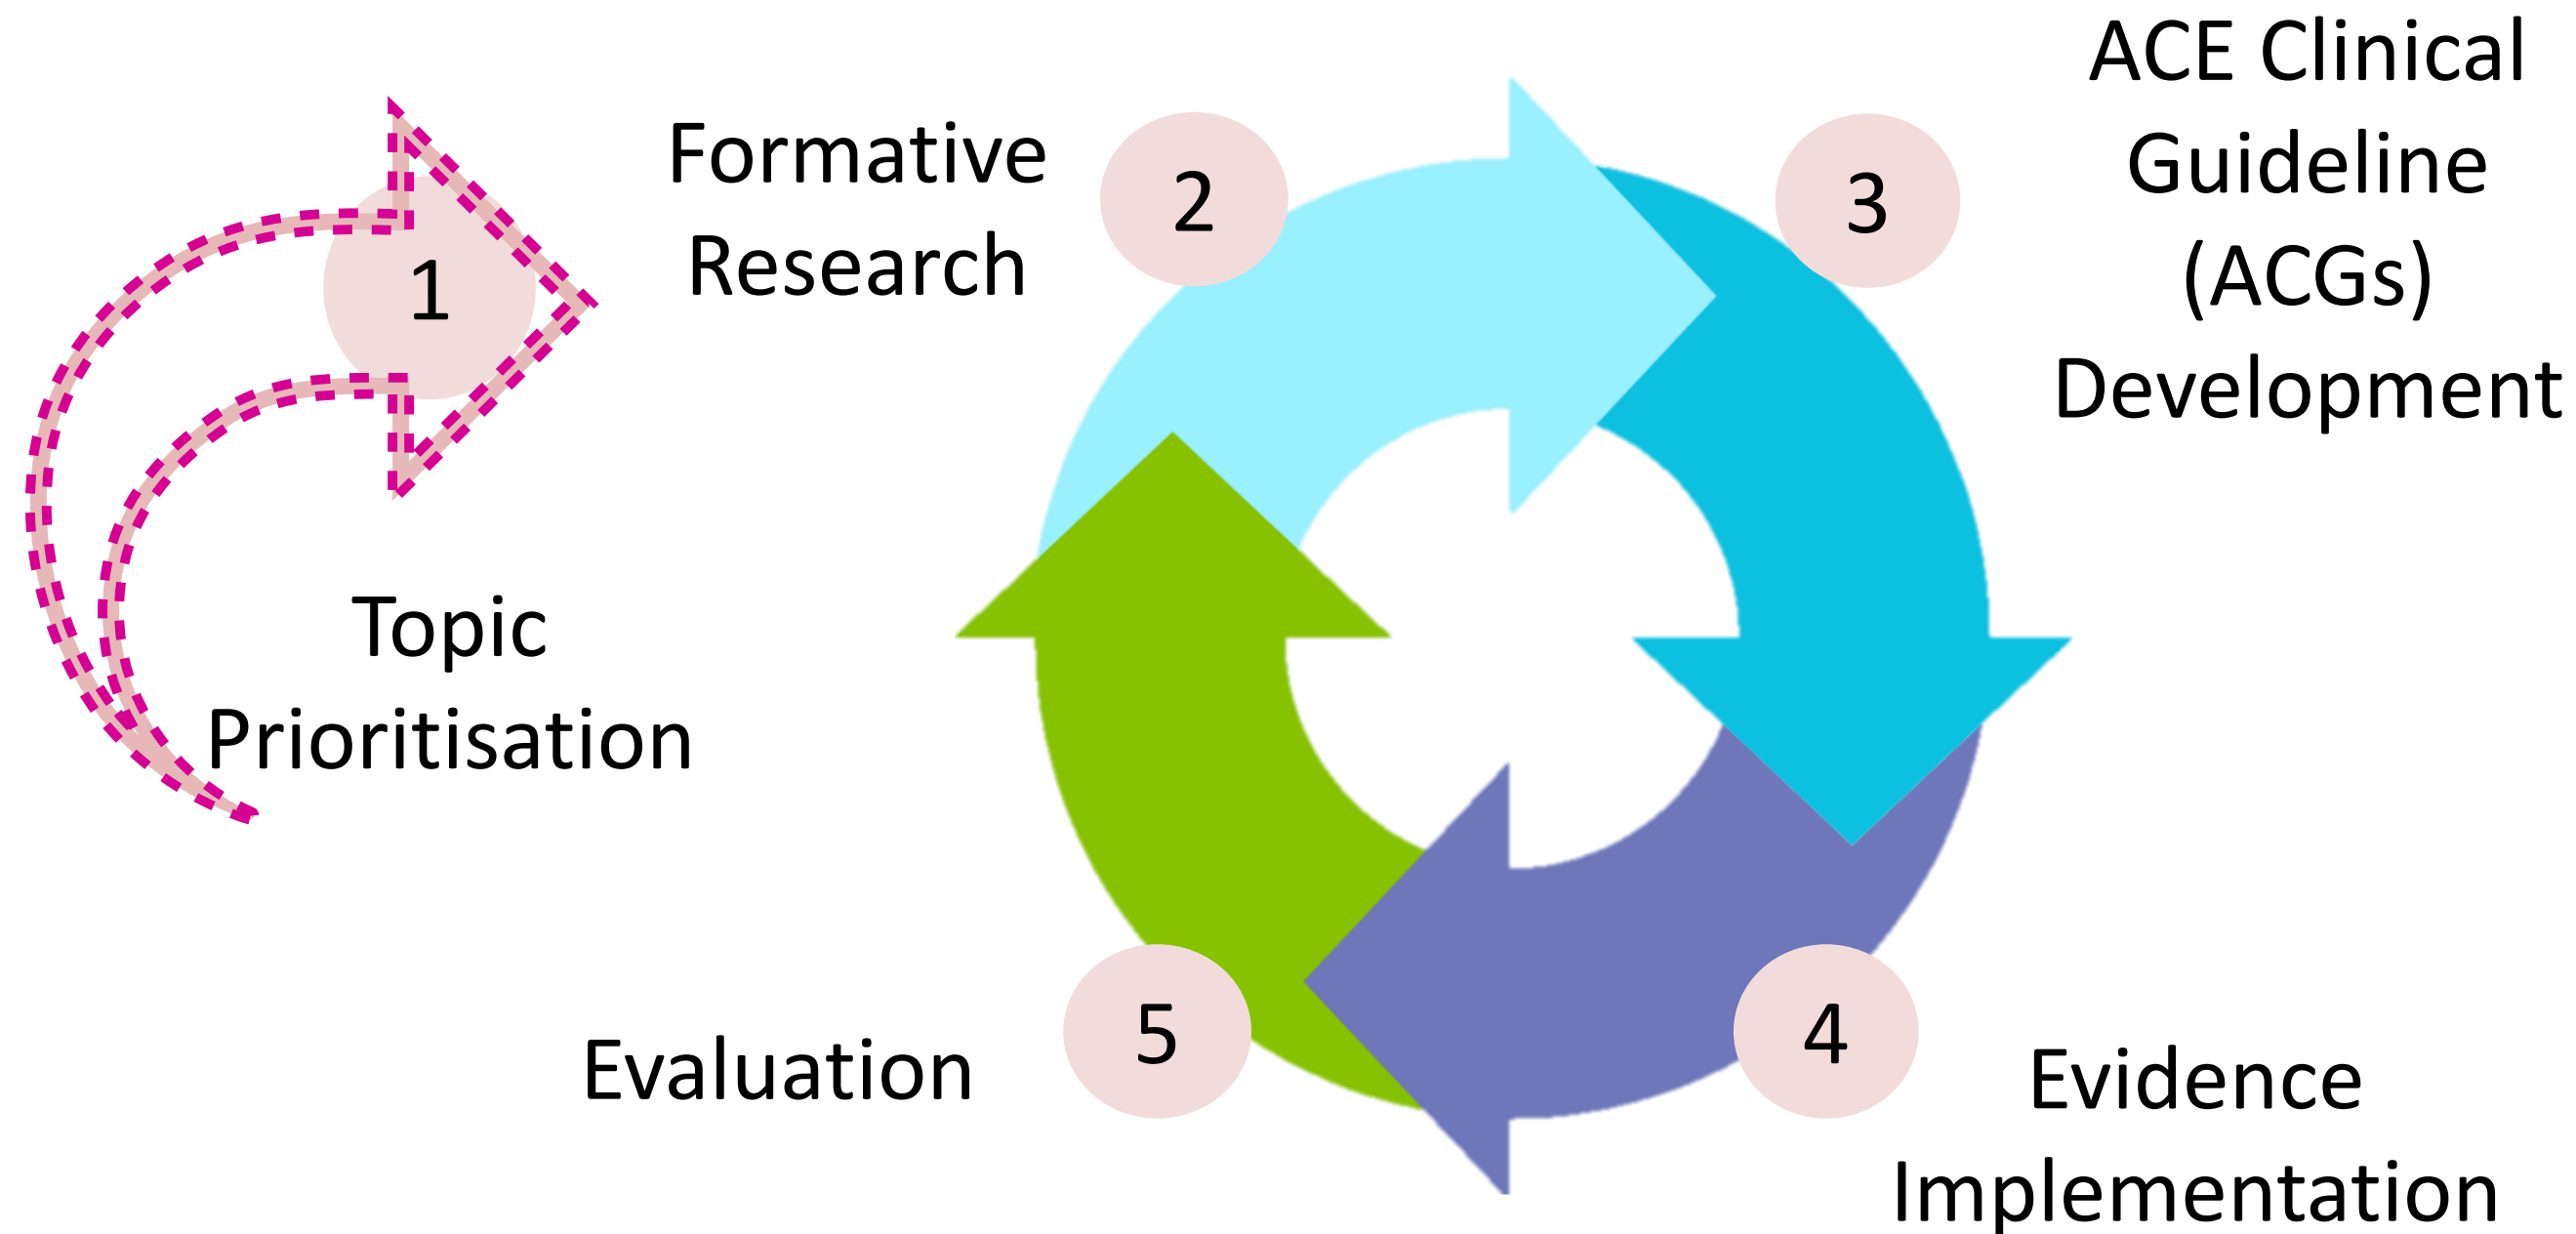 1
Topic
Prioritisation
Formative
Research
2
3
ACE Clinical
Guideline
(ACGs)
Development
4
Evidence
Implementation
5
Evaluation